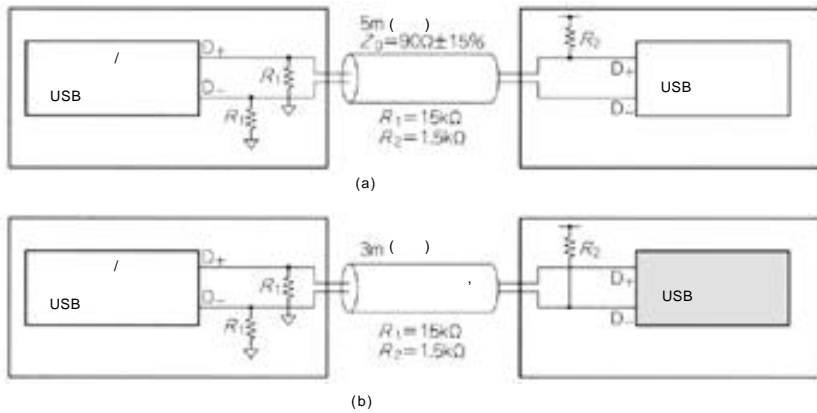 5m ( )
Z₀=90Ω±15%
R₂
D+
/
R₁
D+
USB
D−
USB
D−
R₁
R₁=15kΩ
R₂=1.5kΩ
(a)
3m ( )
R₂
D+
/
R₁
,
D+
USB
D−
USB
D−
R₁
R₁=15kΩ
R₂=1.5kΩ
(b)